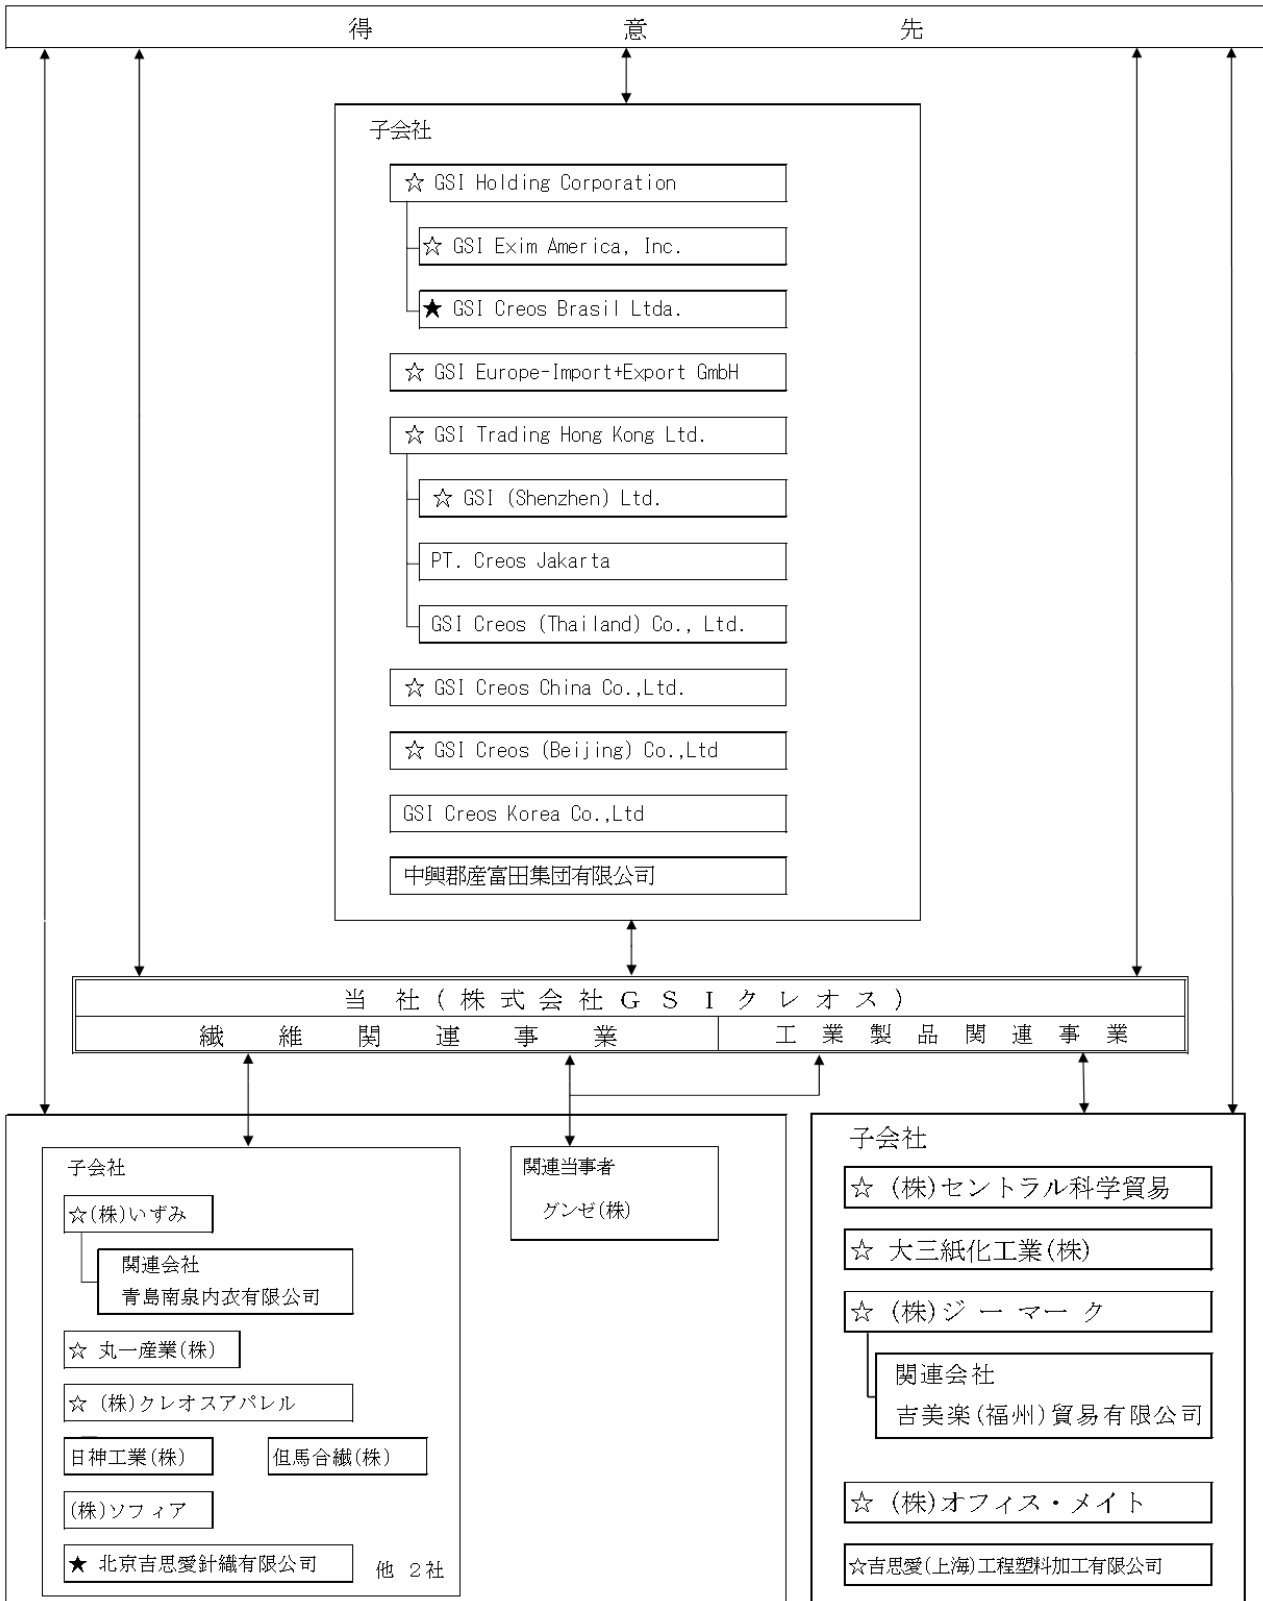 得意先
子会社
☆ GSI Holding Corporation
☆ GSI Exim America, Inc.
★ GSI Creos Brasil Ltda.
☆ GSI Europe-Import+Export GmbH
☆ GSI Trading Hong Kong Ltd.
☆ GSI (Shenzhen) Ltd.
PT. Creos Jakarta
GSI Creos (Thailand) Co., Ltd.
☆ GSI Creos China Co.,Ltd.
☆ GSI Creos (Beijing) Co.,Ltd
GSI Creos Korea Co.,Ltd
中興郡産富田集団有限公司
当社(株式会社GSIクレオス)
繊維関連事業
工業製品関連事業
子会社
☆(株)いずみ
関連会社
青島南泉内衣有限公司
☆ 丸一産業(株)
☆ (株)クレオスアパレル
日神工業(株)
但馬合繊(株)
(株)ソフィア
★ 北京吉思愛針織有限公司
他 2社
関連当事者
グンゼ(株)
子会社
☆ (株)セントラル科学貿易
☆ 大三紙化工業(株)
☆ (株)ジーマーク
関連会社
吉美楽(福州)貿易有限公司
☆ (株)オフィス・メイト
☆吉思愛(上海)工程塑料加工有限公司